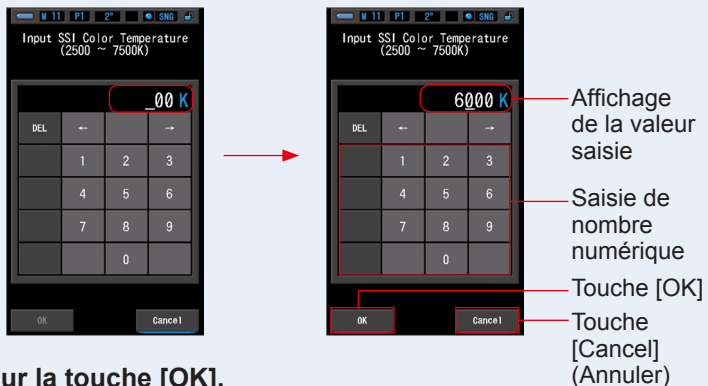 M 11 P1 2° SNG
Input SSI Color Temperature
(2500 ~ 7500K)
_00 K
DEL ← →
1 2 3
4 5 6
7 8 9
0
OK Cancel
M 11 P1 2° SNG
Input SSI Color Temperature
(2500 ~ 7500K)
6000 K
DEL ← →
1 2 3
4 5 6
7 8 9
0
OK Cancel
Affichage
de la valeur
saisie
Saisie de
nombre
numérique
Touche [OK]
Touche
[Cancel]
(Annuler)
ur la touche [OK].